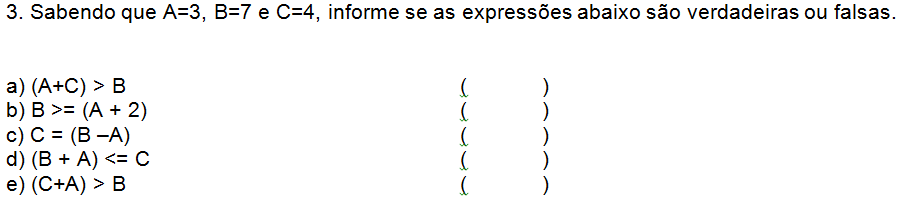 3. Sabendo que A=3, B=7 e C=4, informe se as expressões abaixo são verdadeiras ou falsas.
a) (A+C) > B ( )
b) B >= (A + 2) ( )
c) C = (B –A) ( )
d) (B + A) <= C ( )
e) (C+A) > B ( )